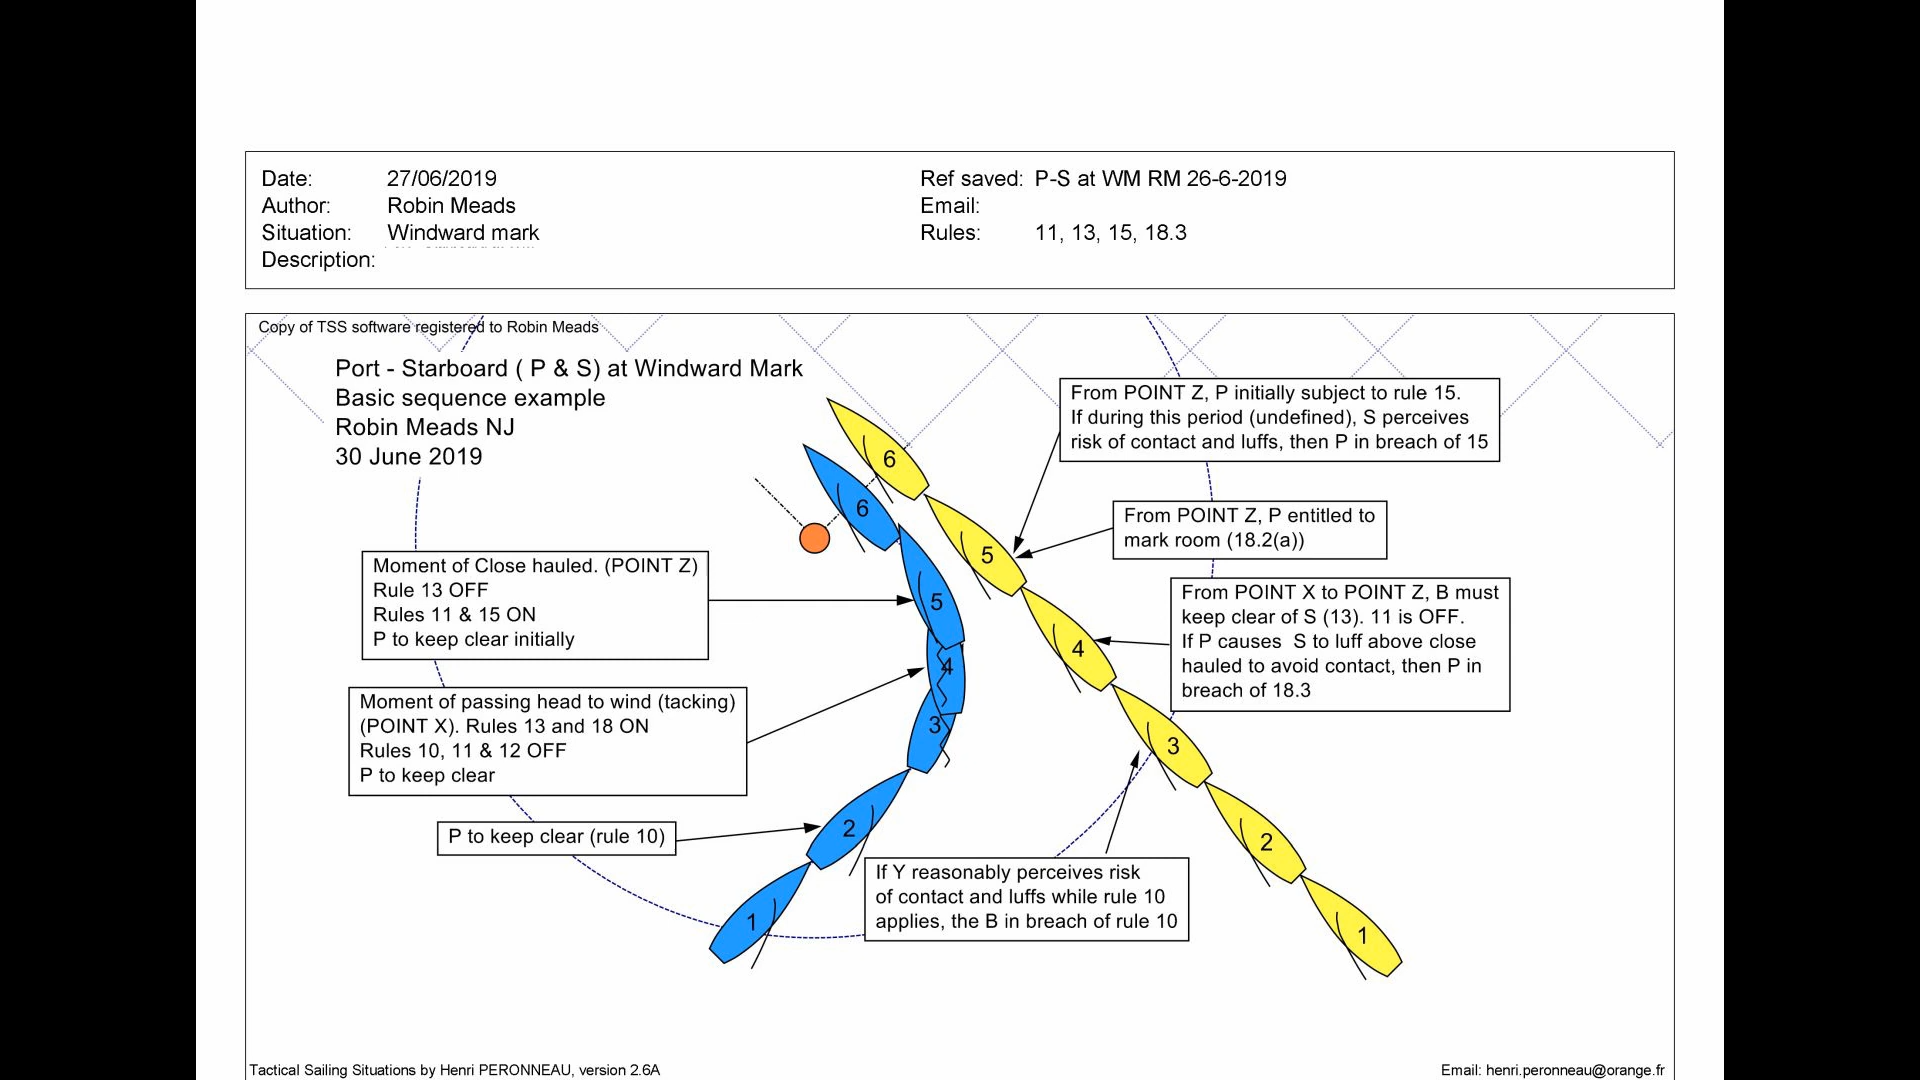 Date: 27/06/2019
Author: Robin Meads
Situation: Windward mark
Description:
Ref saved: P-S at WM RM 26-6-2019
Email:
Rules: 11, 13, 15, 18.3
Copy of TSS software registered to Robin Meads
Port - Starboard ( P & S) at Windward Mark
Basic sequence example
Robin Meads NJ
30 June 2019
From POINT Z, P initially subject to rule 15.
If during this period (undefined), S perceives
risk of contact and luffs, then P in breach of 15
From POINT Z, P entitled to
mark room (18.2(a))
Moment of Close hauled. (POINT Z)
Rule 13 OFF
Rules 11 & 15 ON
P to keep clear initially
From POINT X to POINT Z, B must
keep clear of S (13). 11 is OFF.
If P causes  S to luff above close
hauled to avoid contact, then P in
breach of 18.3
Moment of passing head to wind (tacking)
(POINT X). Rules 13 and 18 ON
Rules 10, 11 & 12 OFF
P to keep clear
P to keep clear (rule 10)
If Y reasonably perceives risk
of contact and luffs while rule 10
applies, the B in breach of rule 10
6
6
5
5
4
4
3
3
2
2
1
1
Tactical Sailing Situations by Henri PERONNEAU, version 2.6A
Email: henri.peronneau@orange.fr